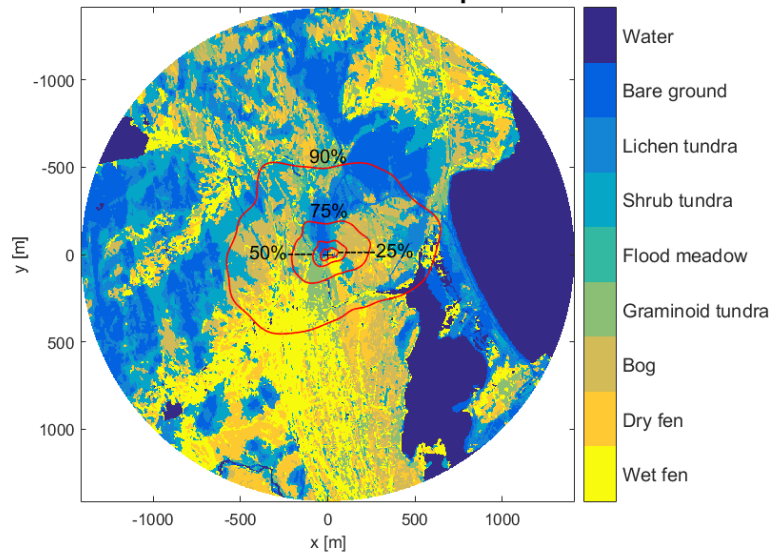 -1000
-500
0
500
1000
y [m]
-1000
-500
0
500
1000
x [m]
90%
75%
50%
25%
Water
Bare ground
Lichen tundra
Shrub tundra
Flood meadow
Graminoid tundra
Bog
Dry fen
Wet fen